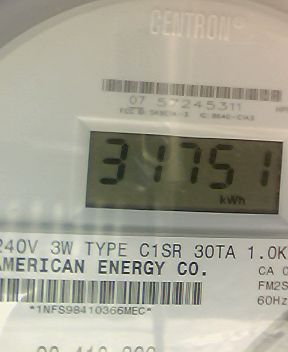 CENTRON®
07 57245311
31751
kWh
240V 3W TYPE C1SR 30TA 1.0K
AMERICAN ENERGY CO.
CA 0
FM2S
60Hz
*1NFS98410366MEC*